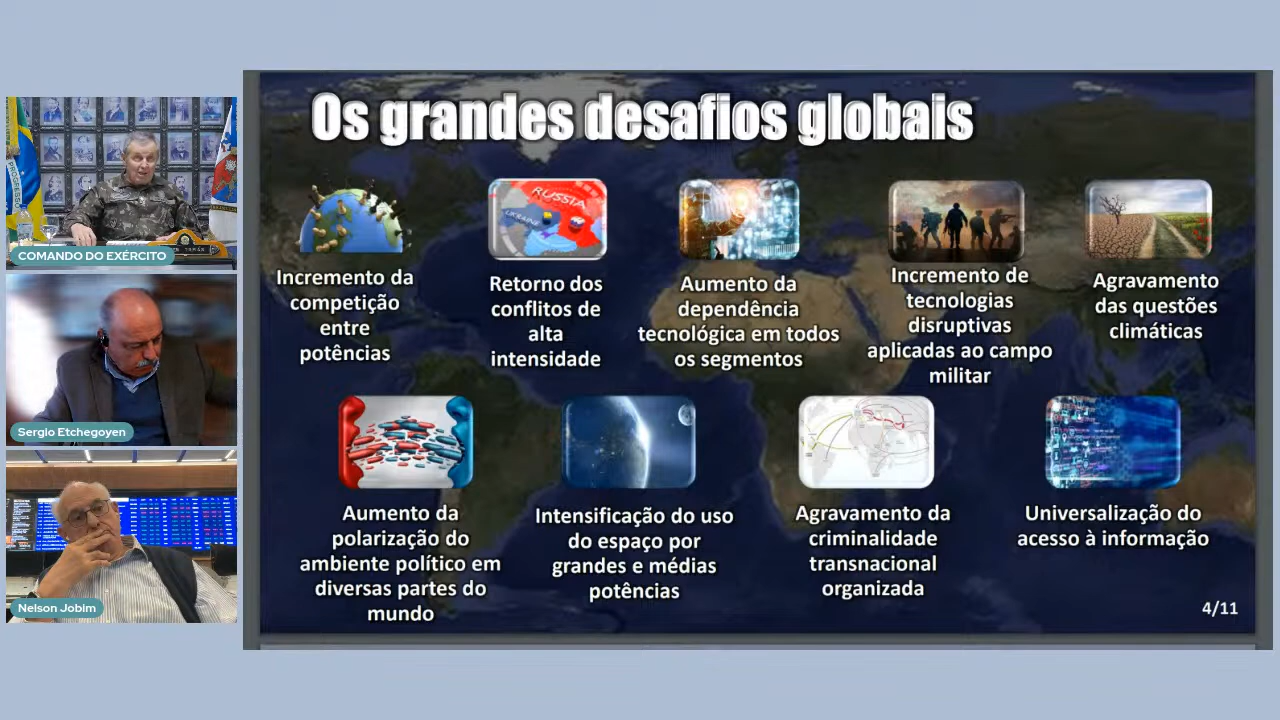 Os grandes desafios globais
RUSSIA
UKRAINE
Incremento da
competição
entre
potências
Retorno dos
conflitos de
alta
intensidade
Aumento da
dependência
tecnológica em todos
os segmentos
Incremento de
tecnologias
disruptivas
aplicadas ao campo
militar
Agravamento
das questões
climáticas
Aumento da
polarização do
ambiente político em
diversas partes do
mundo
Intensificação do uso
do espaço por
grandes e médias
potências
Agravamento da
criminalidade
transnacional
organizada
Universalização do
acesso à informação
4/11
PROGRESSO
COMANDO DO EXÉRCITO
Sergio Etchegoyen
Nelson Jobim